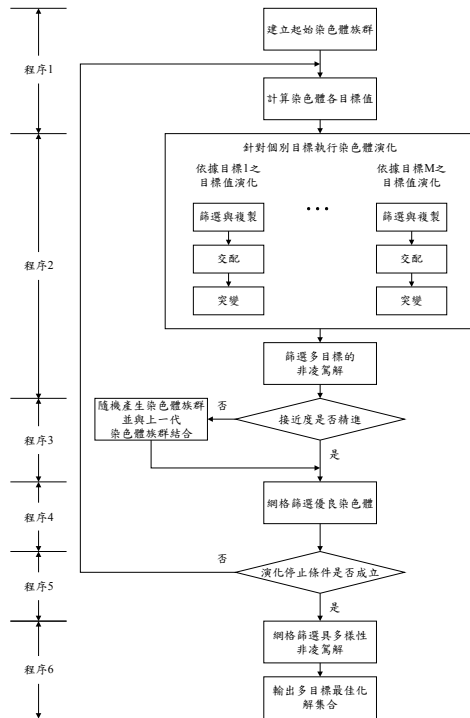 建立起始染色體族群
程序1
計算染色體各目標值
針對個別目標執行染色體演化
依據目標1之
目標值演化
依據目標M之
目標值演化
篩選與複製
篩選與複製
交配
交配
程序2
突變
突變
篩選多目標的
非凌駕解
隨機產生染色體族群
並與上一代
染色體族群結合
否
接近度是否精進
程序3
是
網格篩選優良染色體
程序4
否
演化停止條件是否成立
程序5
是
網格篩選具多樣性
非凌駕解
程序6
輸出多目標最佳化
解集合